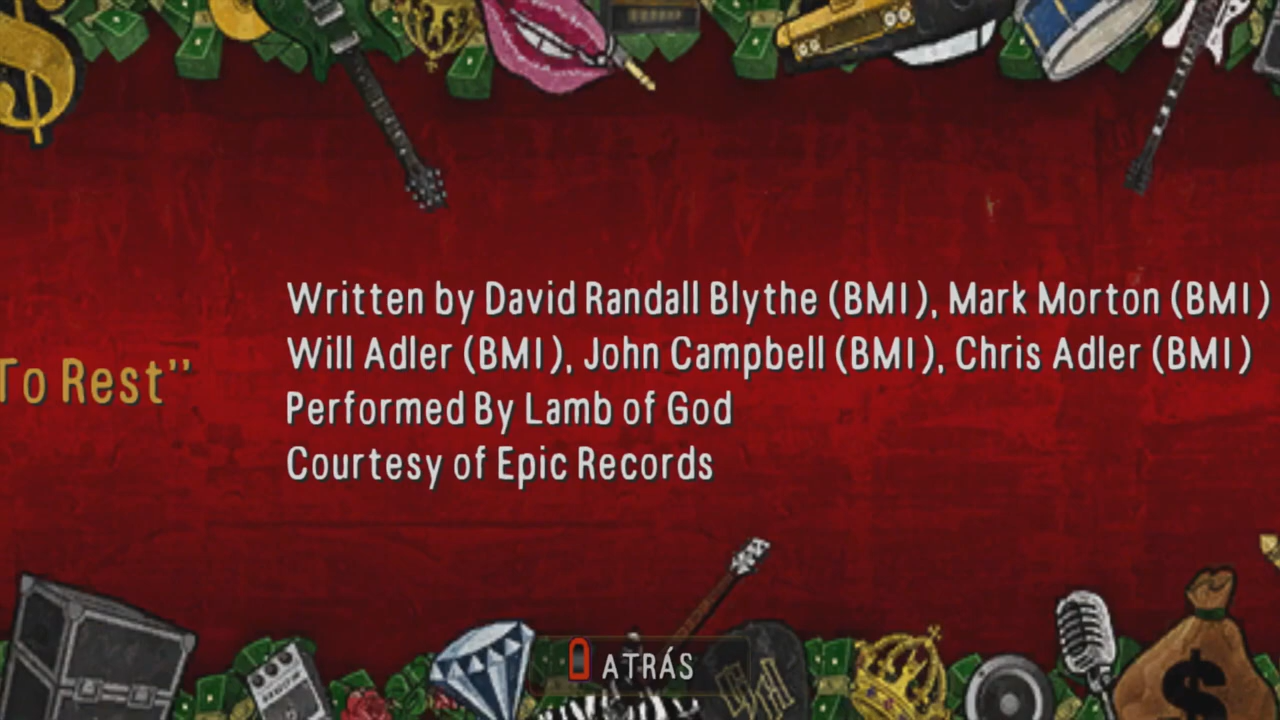 Written by David Randall Blythe (BMI), Mark Morton (BMI)
Will Adler (BMI), John Campbell (BMI), Chris Adler (BMI)
To Rest"
Performed By Lamb of God
Courtesy of Epic Records
ATRÁS